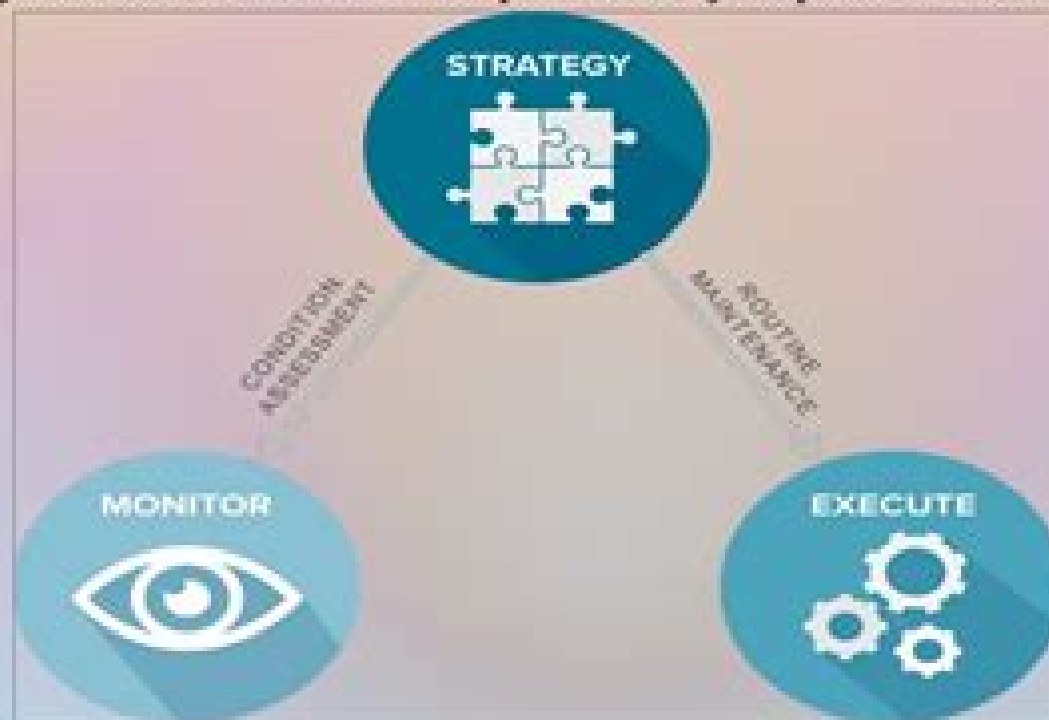 STRATEGY
CONDITION
ASSESSMENT
ROUTINE
MAINTENANCE
MONITOR
EXECUTE